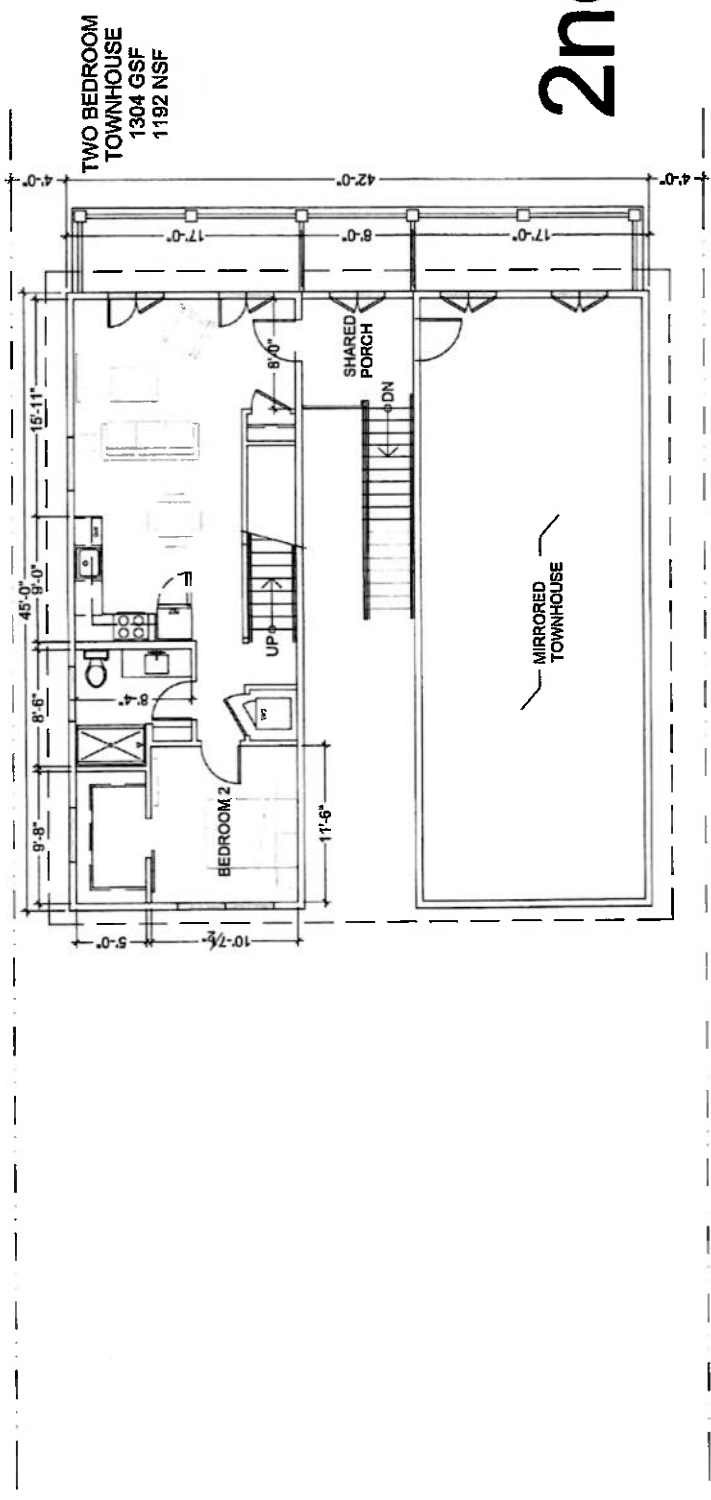 TWO BEDROOM
TOWNHOUSE
1304 GSF
1192 NSF
2n
4'-0"
42'-0"
4'-0"
17'-0"
8'-0"
17'-0"
45'-0"
15'-11"
9'-0"
8'-6"
9'-8"
8'-0"
SHARED
PORCH
DN
UP
8'-4"
BEDROOM 2
11'-6"
5'-0"
10'-7½"
MIRRORED
TOWNHOUSE